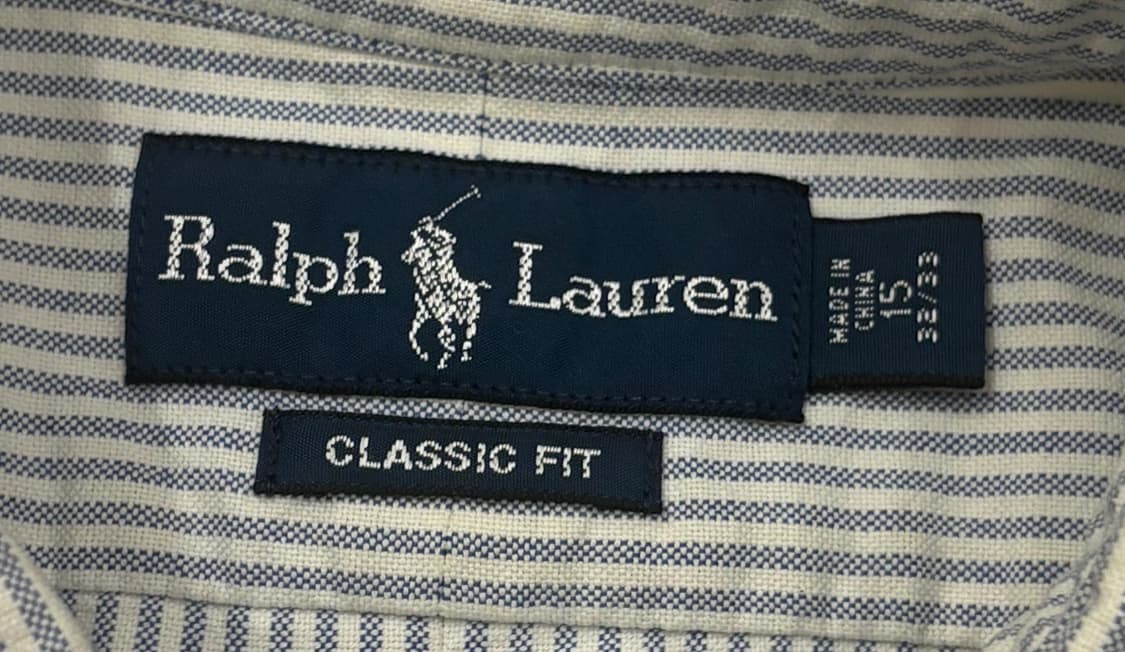 Ralph Lauren
MADE IN
CHINA
15
32/33
CLASSIC FIT